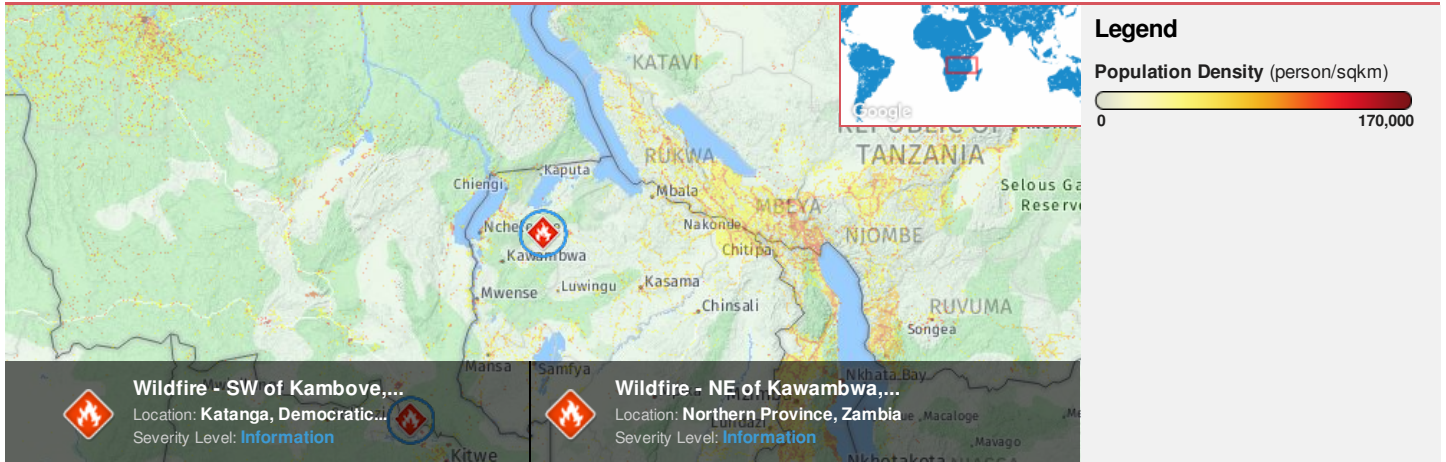 KATAVI
Google
REPUBLIC OF
TANZANIA
RUKWA
Kaputa
Chiengi
Mbala
Selous Ga
Reserv
MBEYA
Nakonde
NJOMBE
Chitipa
Kawambwa
Luwingu
Kasama
Mwense
Chinsali
RUVUMA
Songea
Mansa
Samfya
Nkhata Bay
Wildfire - SW of Kambove,...
Location: Katanga, Democratic...
Severity Level: Information
Wildfire - NE of Kawambwa,...
Location: Northern Province, Zambia
Severity Level: Information
Macaloge
Mavago
Kitwe
Nkhotakota
Legend
Population Density (person/sqkm)
0
170,000